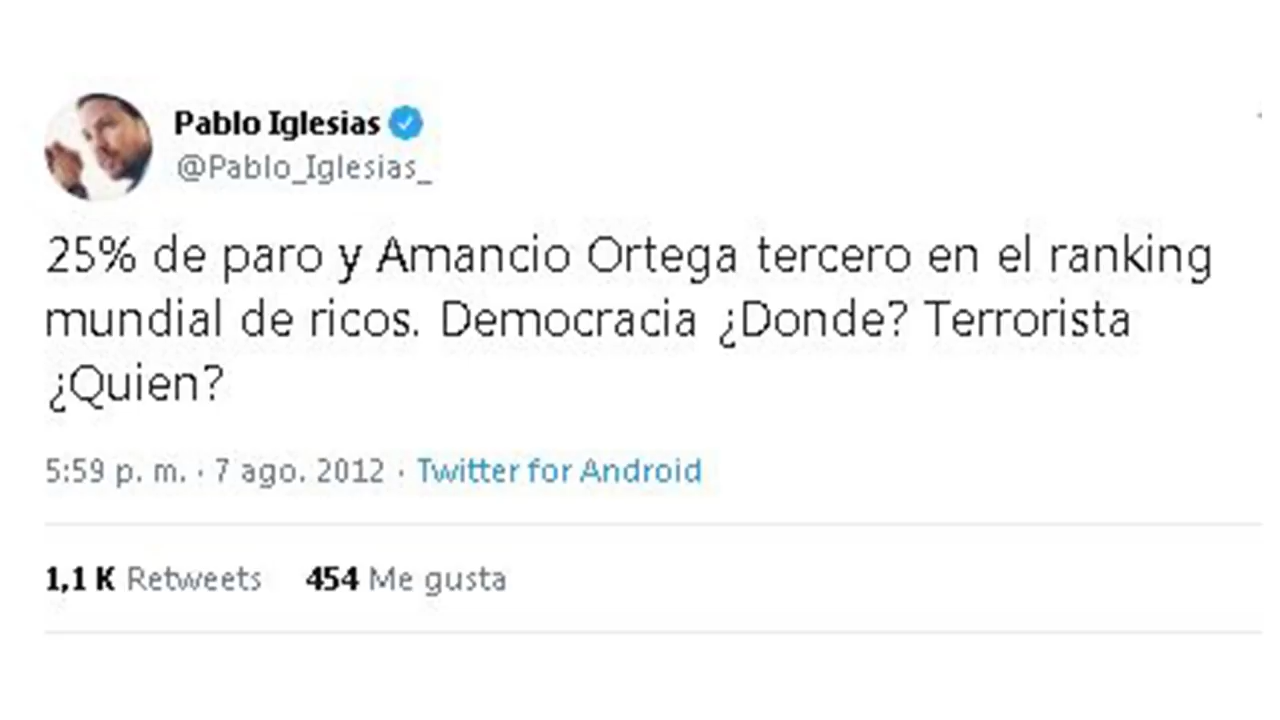 Pablo Iglesias
@Pablo_Iglesias_
25% de paro y Amancio Ortega tercero en el ranking
mundial de ricos. Democracia ¿Donde? Terrorista
¿Quien?
5:59 p. m. · 7 ago. 2012 · Twitter for Android
1,1 K Retweets 454 Me gusta